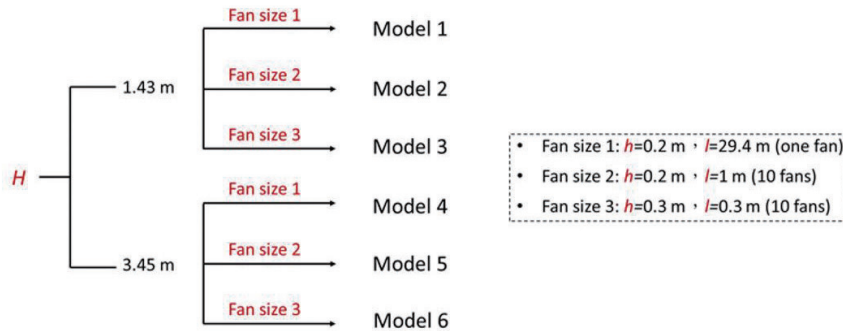 Fan size 1
Model 1
1.43 m
Fan size 2
Model 2
Fan size 3
Model 3
H
Fan size 1
Model 4
3.45 m
Fan size 2
Model 5
Fan size 3
Model 6
• Fan size 1: h=0.2 m，l=29.4 m (one fan)
• Fan size 2: h=0.2 m，l=1 m (10 fans)
• Fan size 3: h=0.3 m，l=0.3 m (10 fans)